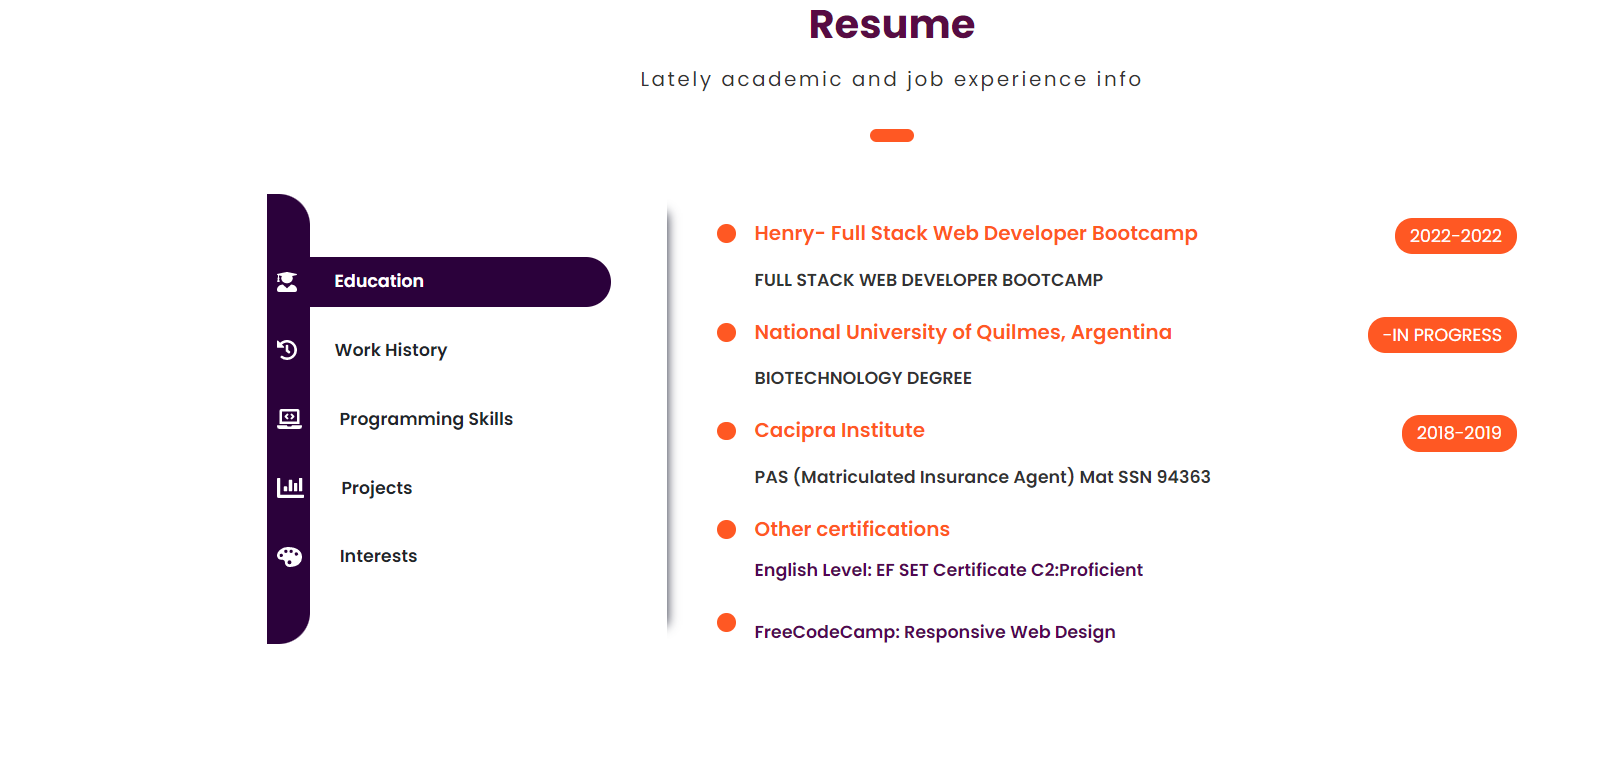 Resume
Lately academic and job experience info
Education
Work History
Programming Skills
Projects
Interests
Henry- Full Stack Web Developer Bootcamp
2022-2022
FULL STACK WEB DEVELOPER BOOTCAMP
National University of Quilmes, Argentina
-IN PROGRESS
BIOTECHNOLOGY DEGREE
Cacipra Institute
2018-2019
PAS (Matriculated Insurance Agent) Mat SSN 94363
Other certifications
English Level: EF SET Certificate C2:Proficient
FreeCodeCamp: Responsive Web Design